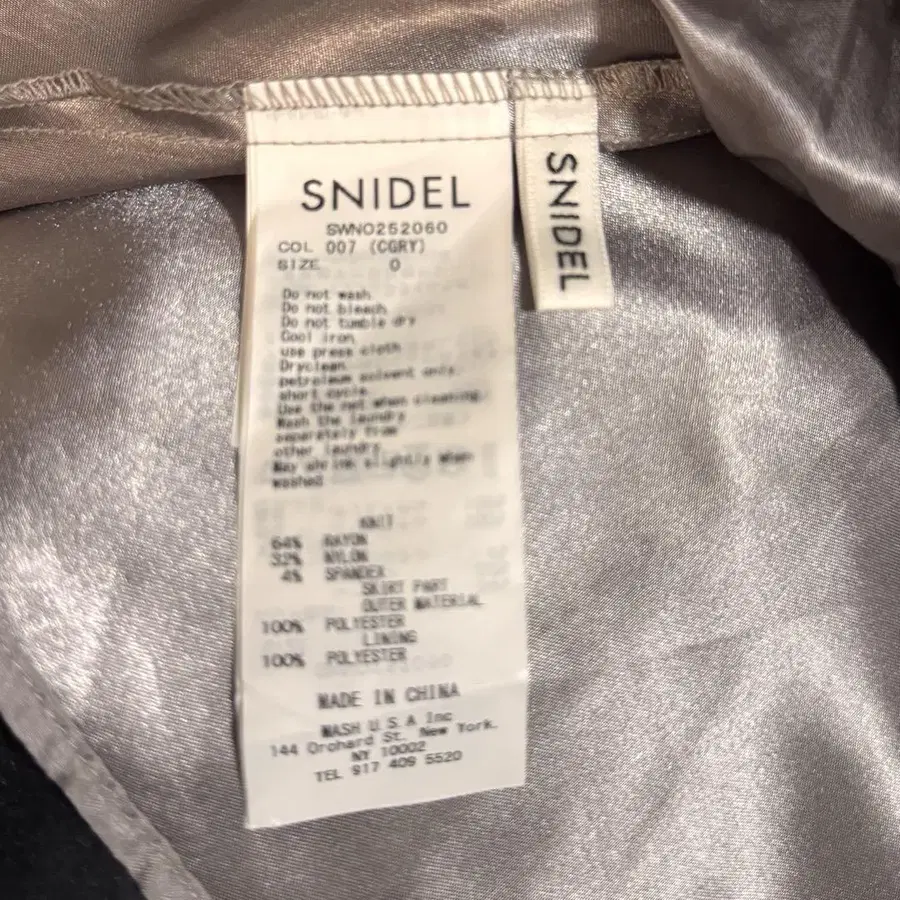 SNIDEL
SWNO252060
COL 007 (CGRY)
SIZE 0
Do not wash
Do not bleach
Do not tumble dry
Cool iron
use press cloth
Dryclean
petroleum solvent only,
short cycle
Use the net when cleaning
Wash the laundry
separately from
other laundry
May shrink slightly when
washed
KNIT
64% RAYON
32% NYLON
4% SPANDEX
SKIRT PART
OUTER MATERIAL
100% POLYESTER
LINING
100% POLYESTER
MADE IN CHINA
MASH U.S.A Inc
144 Orchard St. New York.
NY 10002
TEL 917 409 5520
SNIDEL